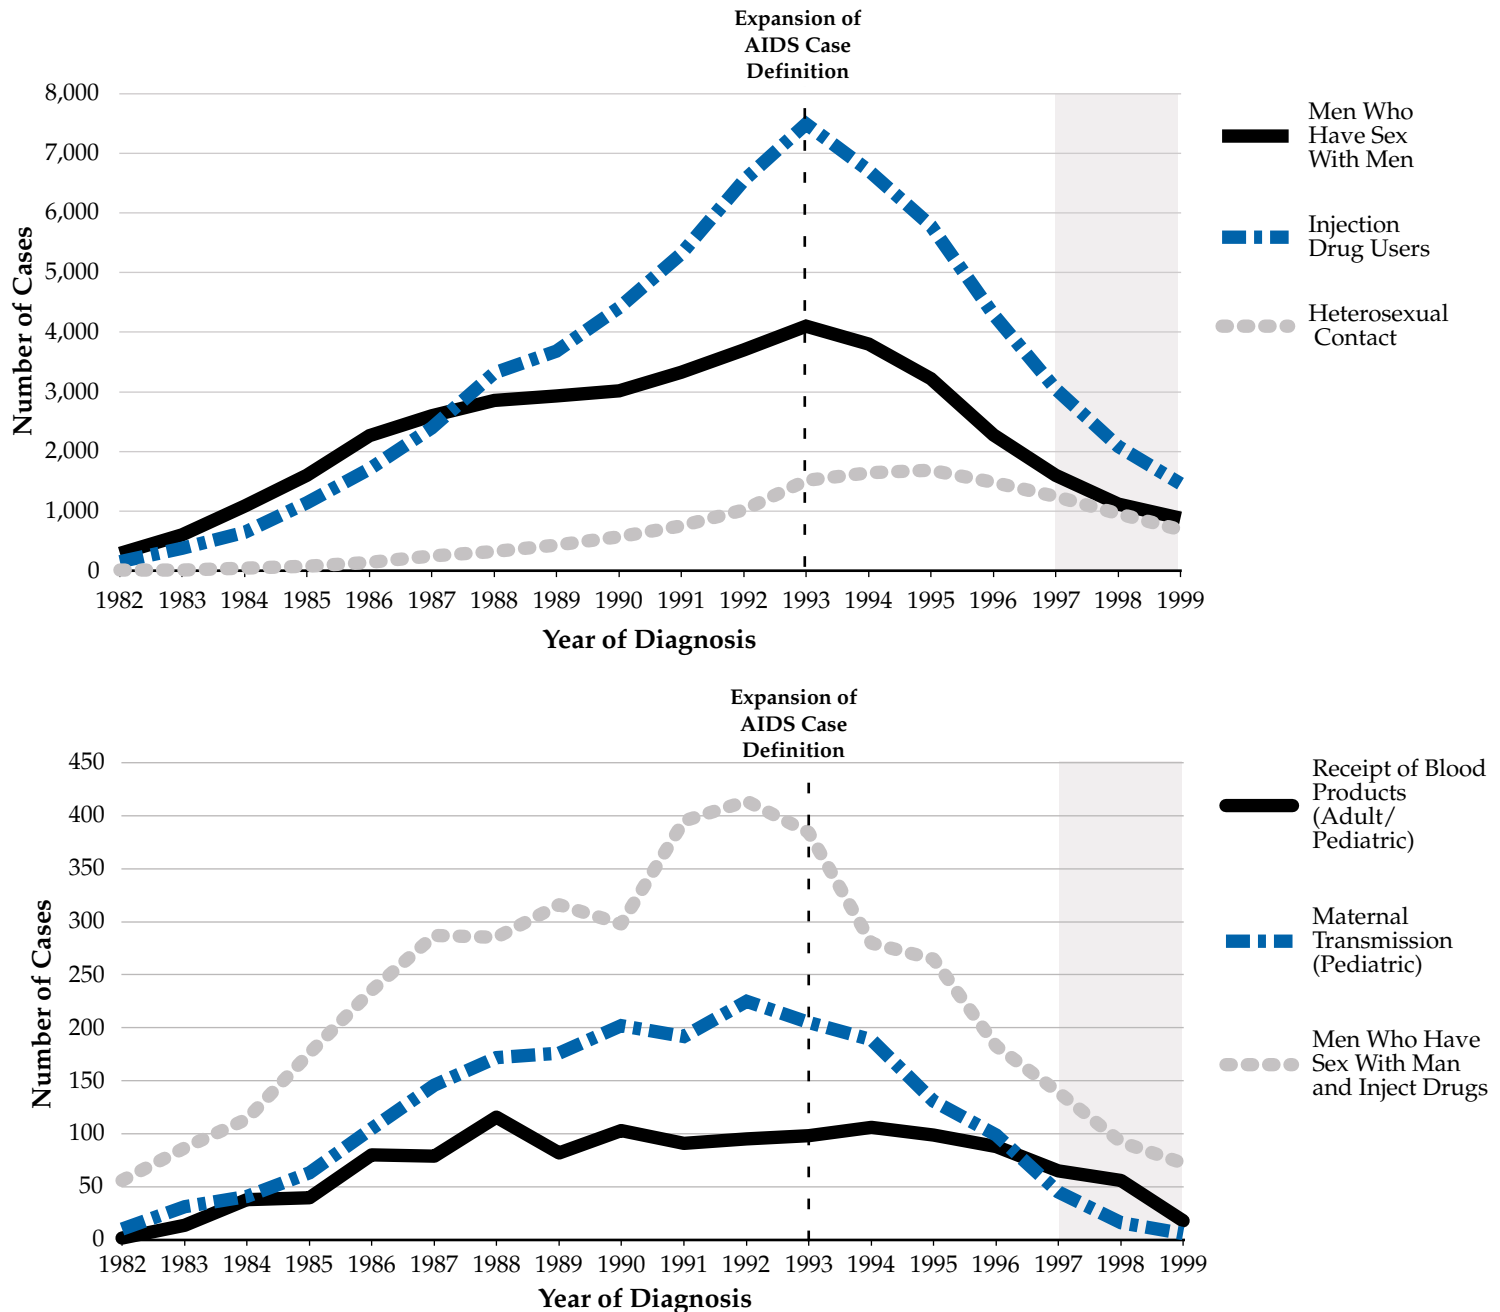 Expansion of
AIDS Case
Definition
8,000
7,000
6,000
5,000
4,000
3,000
2,000
1,000
0
Number of Cases
1982 1983 1984 1985 1986 1987 1988 1989 1990 1991 1992 1993 1994 1995 1996 1997 1998 1999
Year of Diagnosis
Men Who
Have Sex
With Men
Injection
Drug Users
Heterosexual
Contact
Expansion of
AIDS Case
Definition
450
400
350
300
250
200
150
100
50
0
Number of Cases
1982 1983 1984 1985 1986 1987 1988 1989 1990 1991 1992 1993 1994 1995 1996 1997 1998 1999
Year of Diagnosis
Receipt of Blood
Products
(Adult/
Pediatric)
Maternal
Transmission
(Pediatric)
Men Who Have
Sex With Man
and Inject Drugs